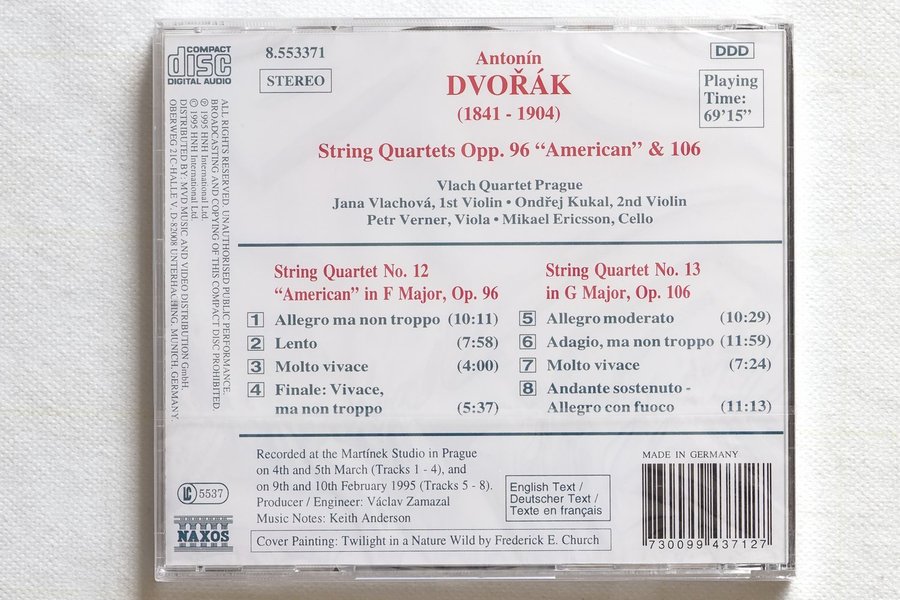 COMPACT
disc
DIGITAL AUDIO
8.553371
STEREO
Antonín
DVOŘÁK
(1841 - 1904)
DDD
Playing
Time:
69’15”
String Quartets Opp. 96 “American” & 106
Vlach Quartet Prague
Jana Vlachová, 1st Violin • Ondřej Kukal, 2nd Violin
Petr Verner, Viola • Mikael Ericsson, Cello
String Quartet No. 12
“American” in F Major, Op. 96
1 Allegro ma non troppo (10:11)
2 Lento (7:58)
3 Molto vivace (4:00)
4 Finale: Vivace,
ma non troppo (5:37)
String Quartet No. 13
in G Major, Op. 106
5 Allegro moderato (10:29)
6 Adagio, ma non troppo (11:59)
7 Molto vivace (7:24)
8 Andante sostenuto -
Allegro con fuoco (11:13)
Recorded at the Martínek Studio in Prague
on 4th and 5th March (Tracks 1 - 4), and
on 9th and 10th February 1995 (Tracks 5 - 8).
Producer / Engineer: Václav Zamazal
Music Notes: Keith Anderson
Cover Painting: Twilight in a Nature Wild by Frederick E. Church
English Text /
Deutscher Text /
Texte en français
MADE IN GERMANY
730099 437127
LC 5537
NAXOS
ALL RIGHTS RESERVED. UNAUTHORISED PUBLIC PERFORMANCE,
BROADCASTING AND COPYING OF THIS COMPACT DISC PROHIBITED.
℗ 1995 HNH International Ltd.
© 1995 HNH International Ltd.
DISTRIBUTED BY: MVD MUSIC AND VIDEO DISTRIBUTION GmbH,
OBERWEG 21C-HALLE V, D-82008 UNTERHACHING, MUNICH, GERMANY.